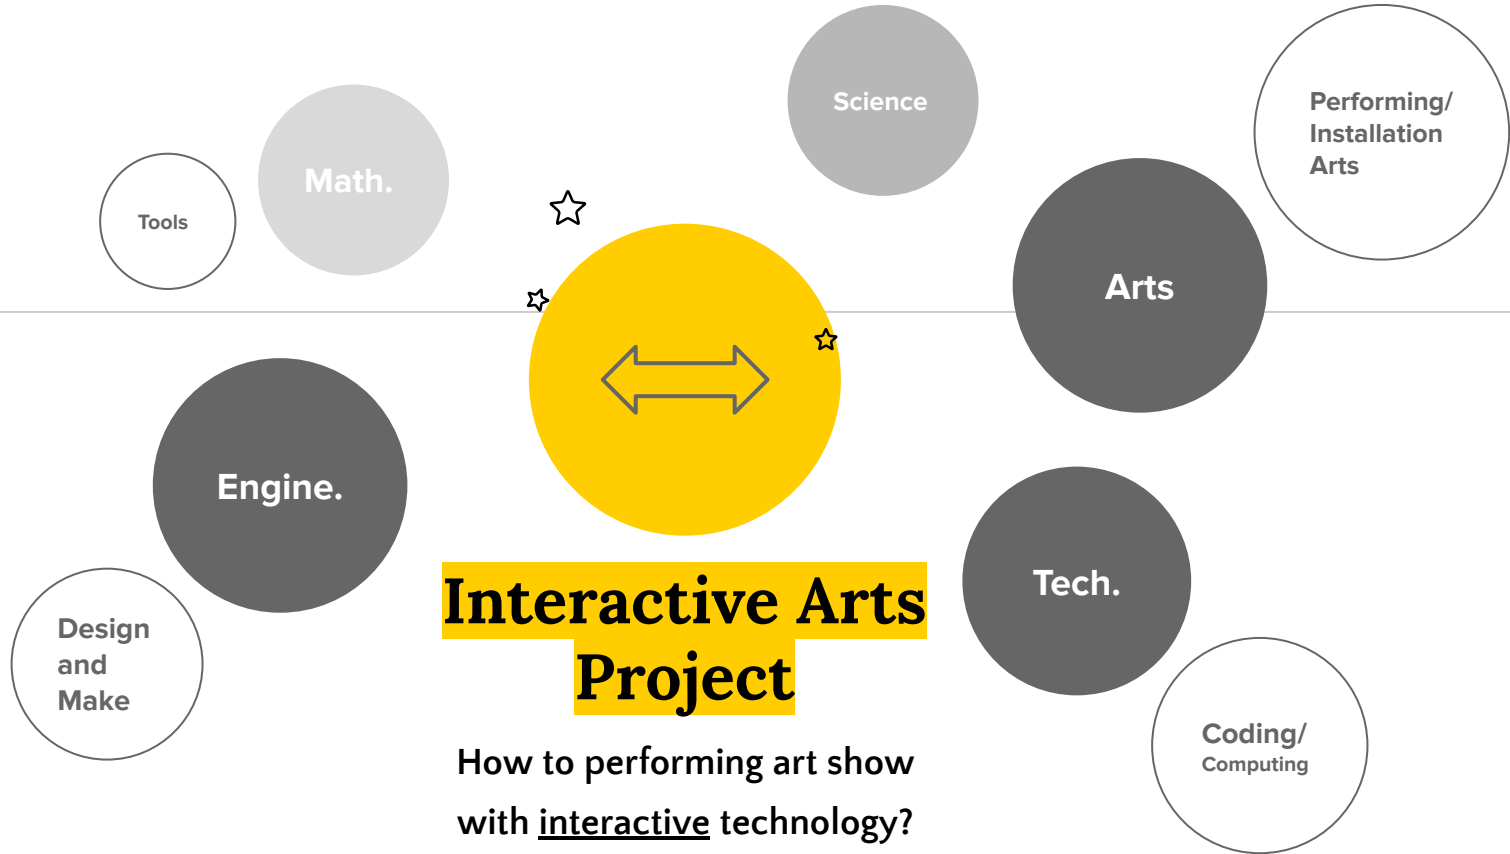 Science
Performing/
Installation
Arts
Math.
Tools
Arts
Engine.
Interactive Arts
Project
Tech.
Design
and
Make
Coding/
Computing
How to performing art show
with interactive technology?